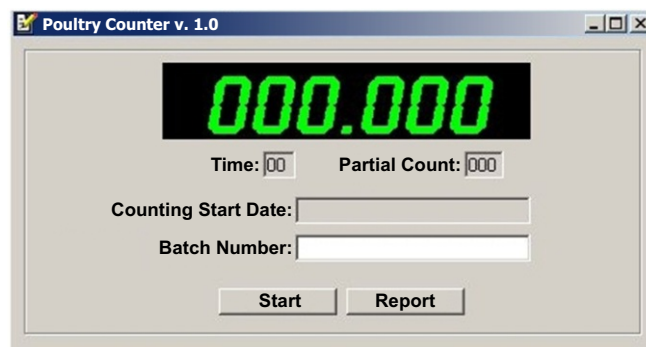 Poultry Counter v. 1.0
000.000
Time: 00 Partial Count: 000
Counting Start Date:
Batch Number:
Start Report